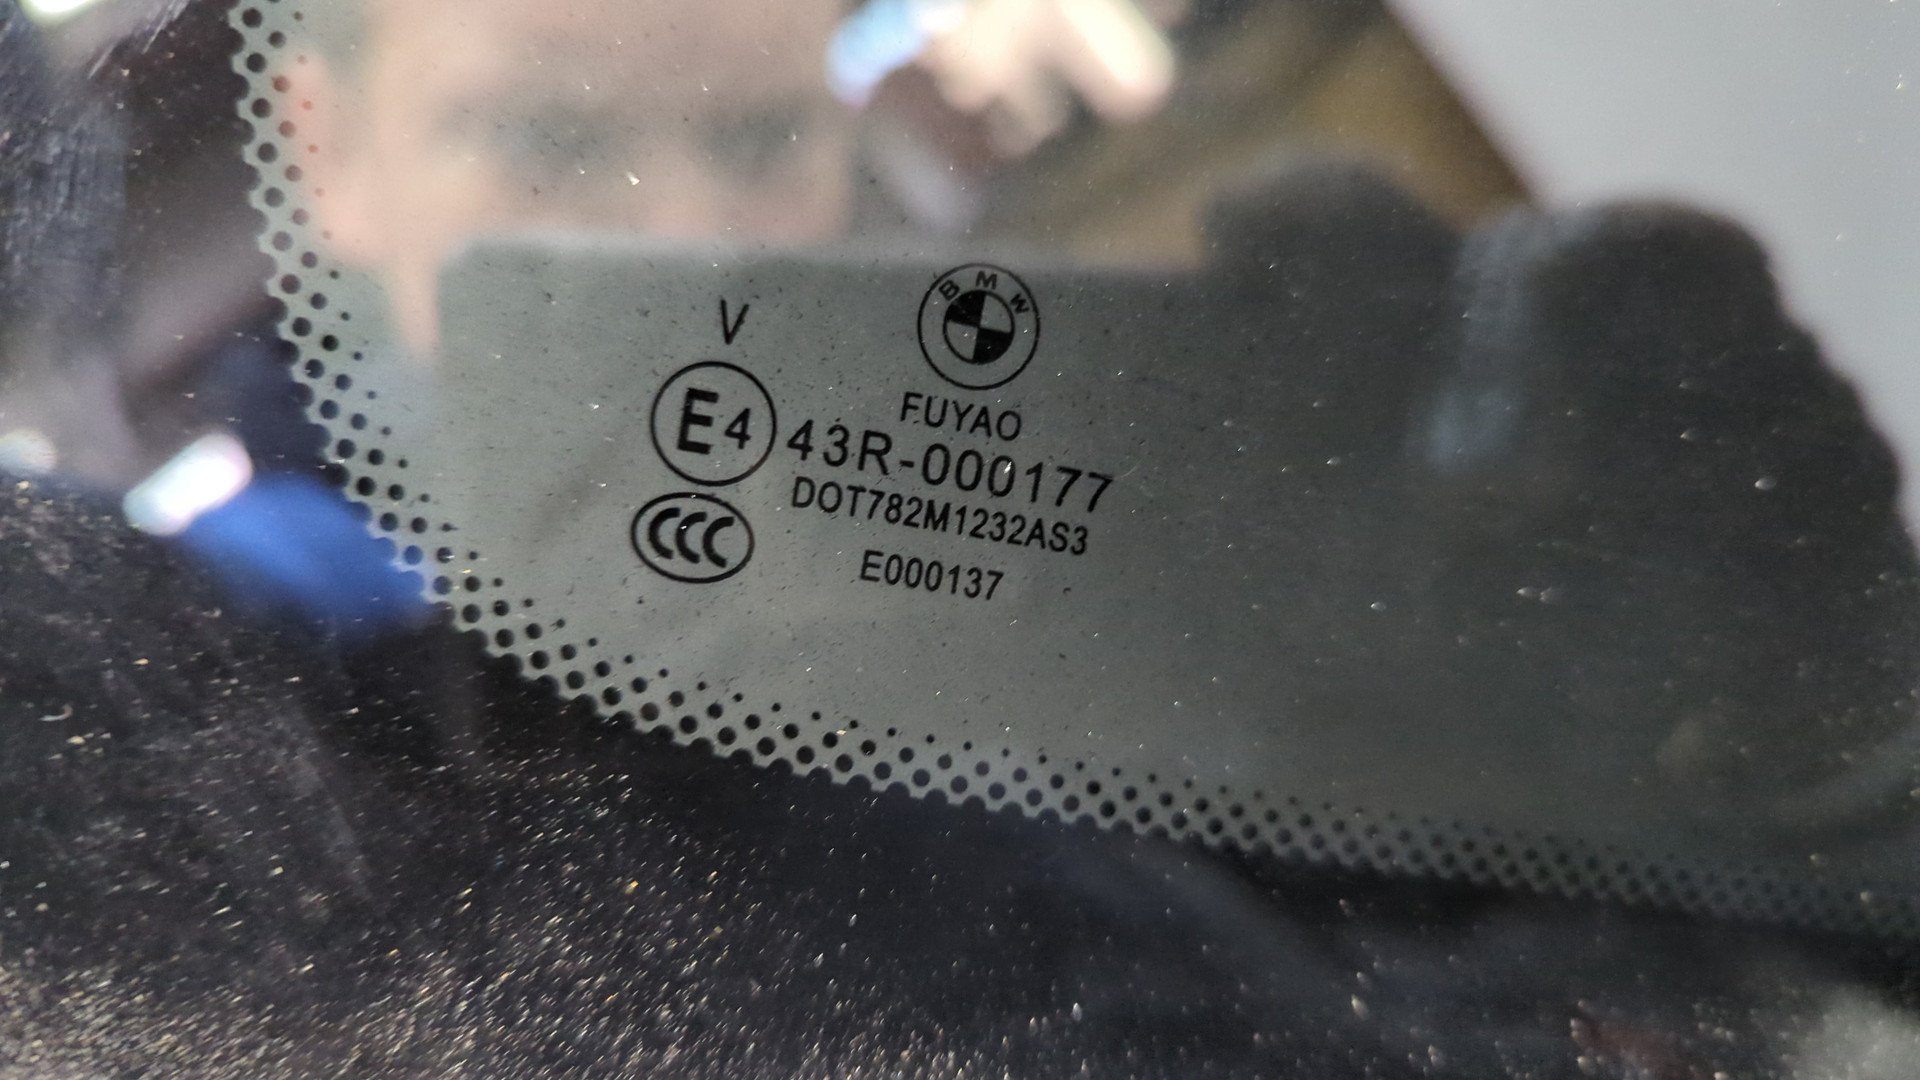 BMW
V
FUYAO
E4 43R-000177
DOT782M1232AS3
CCC
E000137